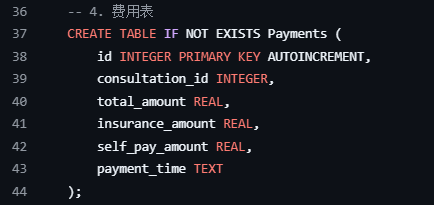 36 -- 4. 费用表
37 CREATE TABLE IF NOT EXISTS Payments (
38 id INTEGER PRIMARY KEY AUTOINCREMENT,
39 consultation_id INTEGER,
40 total_amount REAL,
41 insurance_amount REAL,
42 self_pay_amount REAL,
43 payment_time TEXT
44 );